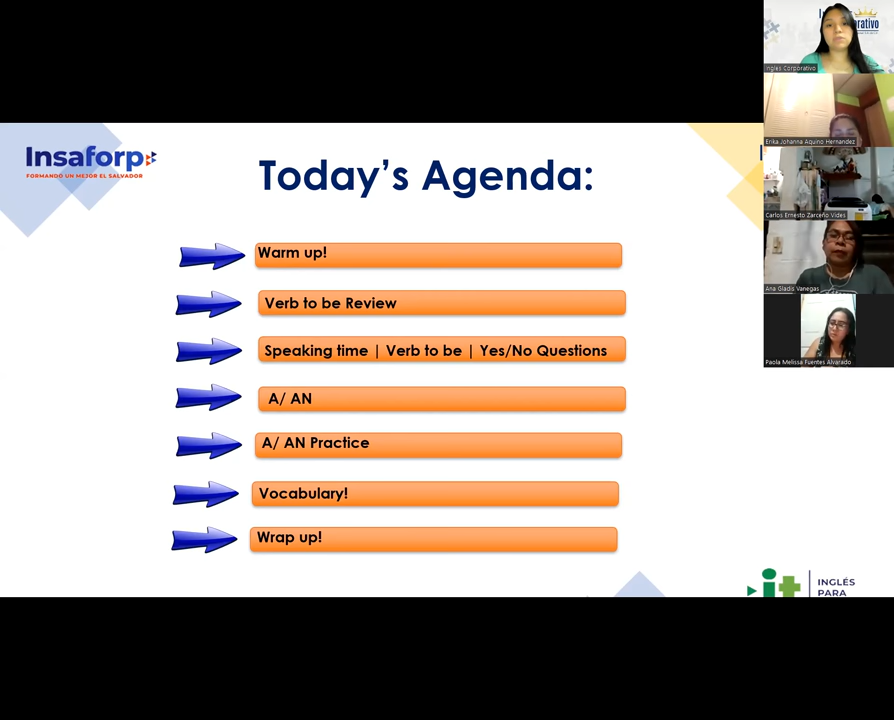 Insaforp
FORMANDO UN MEJOR EL SALVADOR
Today's Agenda:
Warm up!
Verb to be Review
Speaking time | Verb to be | Yes/No Questions
A/ AN
A/ AN Practice
Vocabulary!
Wrap up!
INGLÉS
PARA
Inglés Corporativo
Erika Johanna Aquino Hernandez
Carlos Ernesto Zarceño Vides
Ana Gladis Vanegas
Paola Melissa Fuentes Alvarado